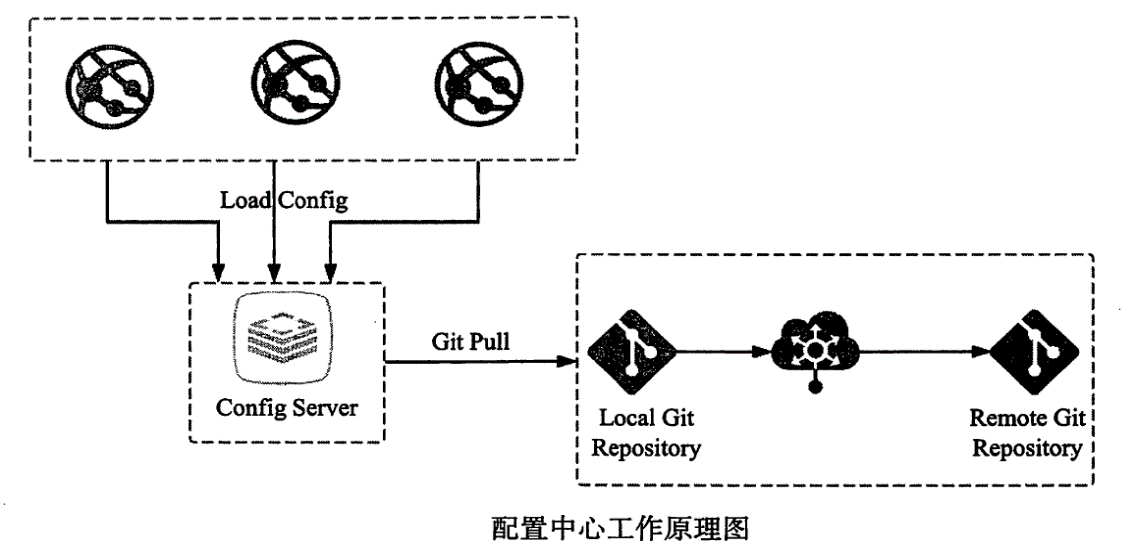 Load Config
Git Pull
Config Server
Local Git
Repository
Remote Git
Repository
配置中心工作原理图